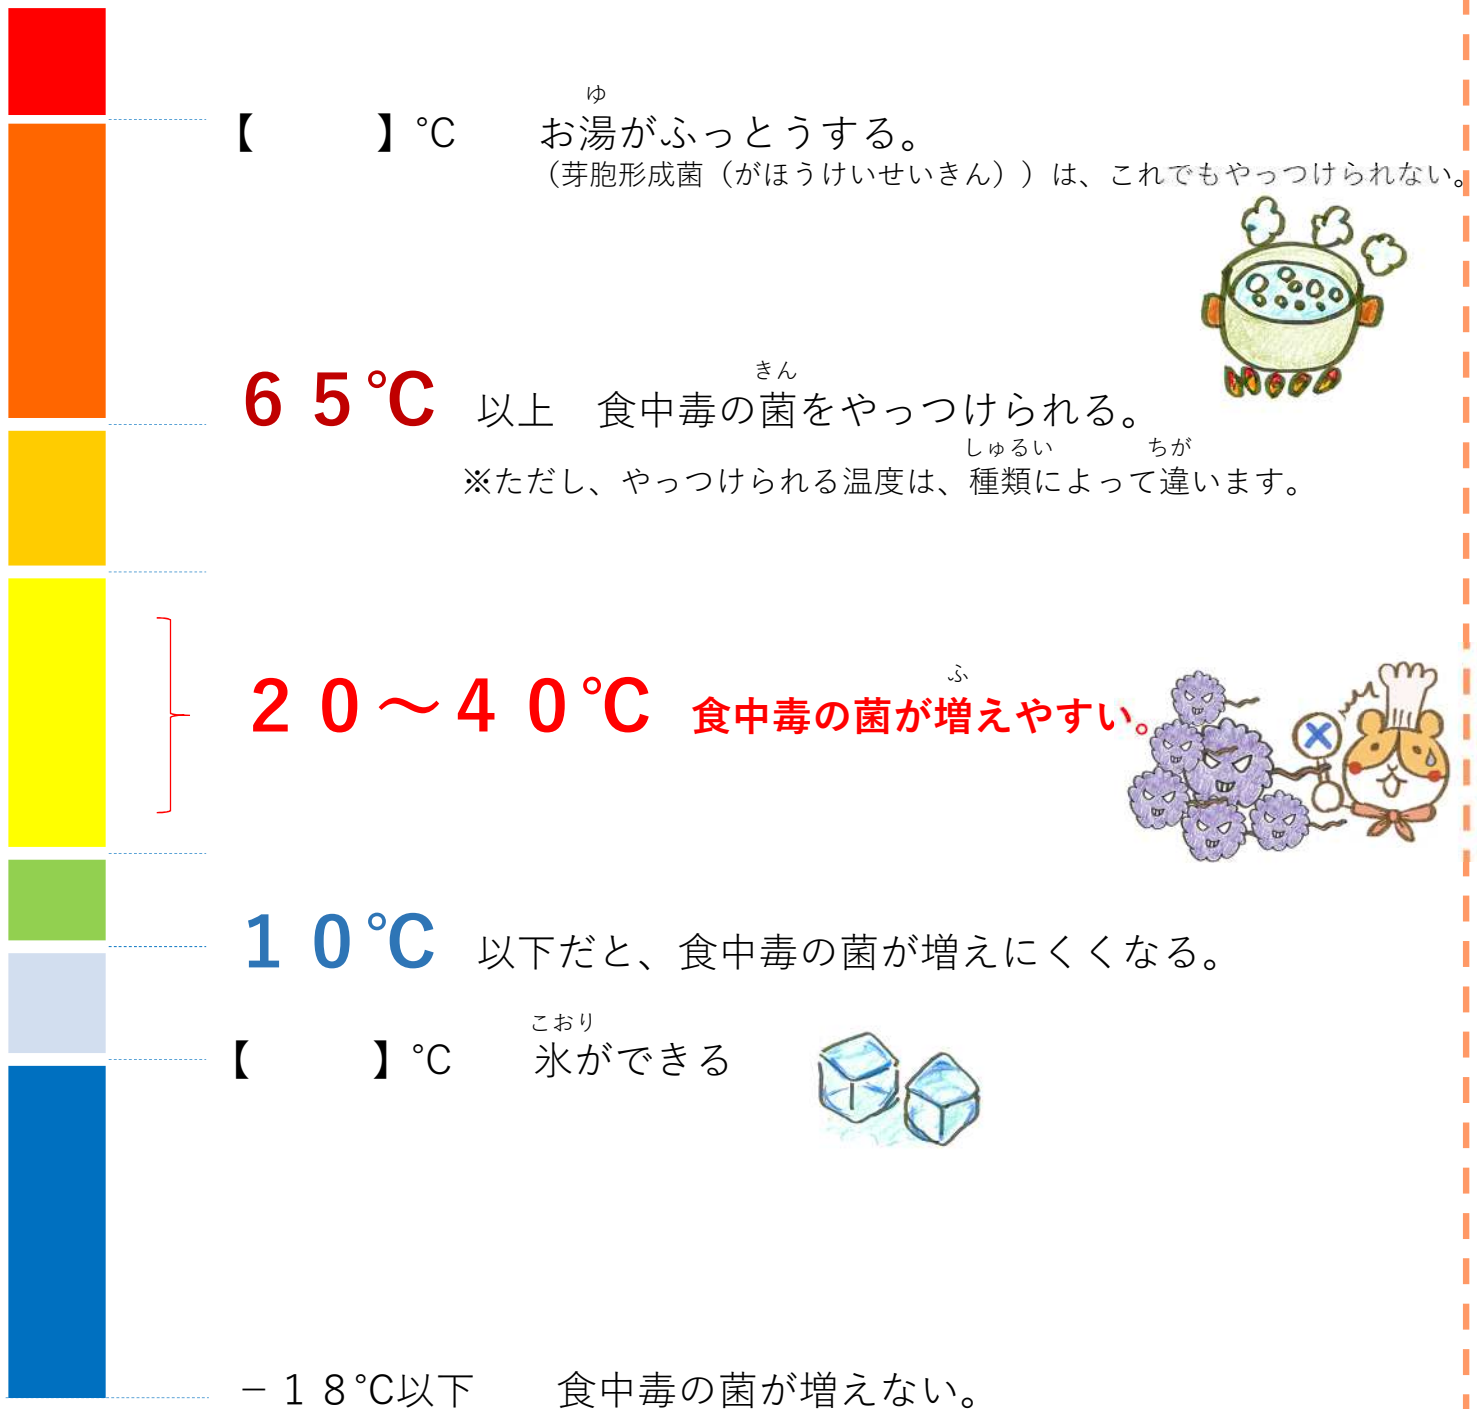 ゆ
【　　】℃　お湯がふっとうする。
（芽胞形成菌（がほうけいせいきん））は、これでもやっつけられない。
きん
６５℃ 以上　食中毒の菌をやっつけられる。
しゅるい　ちが
※ただし、やっつけられる温度は、種類によって違います。
ふ
２０～４０℃ 食中毒の菌が増えやすい。
１０℃ 以下だと、食中毒の菌が増えにくくなる。
こおり
【　　】℃　氷ができる
－１８℃以下　食中毒の菌が増えない。